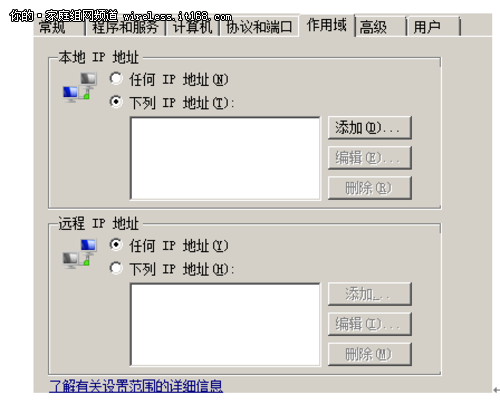 你的·家庭组网频道 wireless.it168.com
常规 程序和服务 计算机 协议和端口 作用域 高级 用户
本地 IP 地址
任何 IP 地址(N)
下列 IP 地址(T):
添加(D)...
编辑(E)...
删除(R)
远程 IP 地址
任何 IP 地址(Y)
下列 IP 地址(H):
添加...
编辑(I)...
删除(M)
了解有关设置范围的详细信息